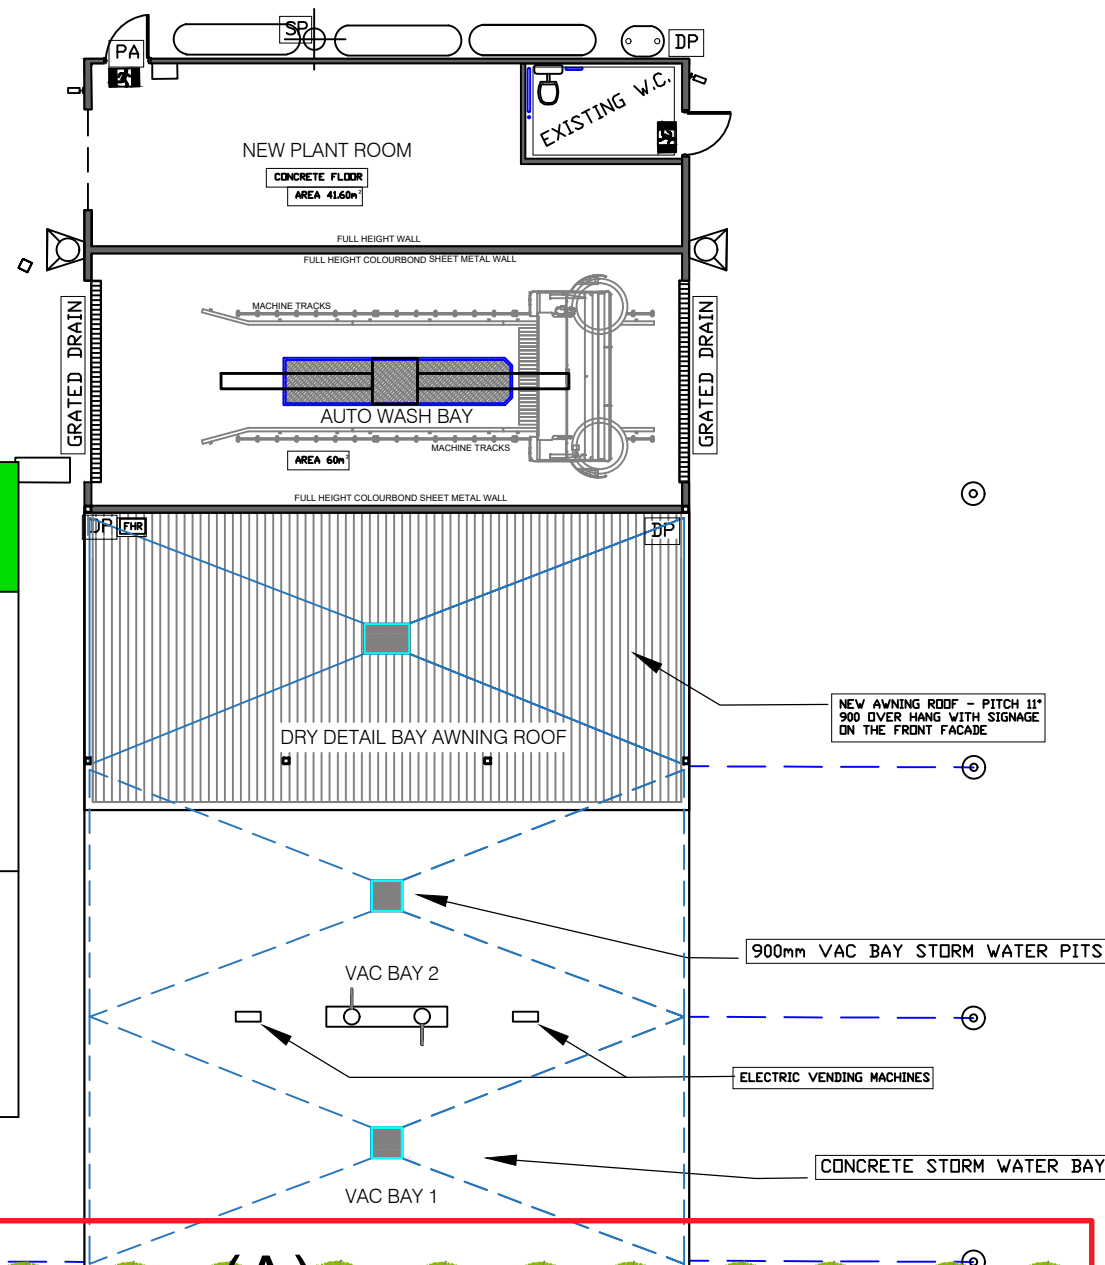 SP
DP
PA
EXISTING W.C.
NEW PLANT ROOM
CONCRETE FLOOR
AREA 41.60m²
FULL HEIGHT WALL
FULL HEIGHT COLOURBOND SHEET METAL WALL
MACHINE TRACKS
GRATED DRAIN
GRATED DRAIN
AUTO WASH BAY
MACHINE TRACKS
AREA 60m²
FULL HEIGHT COLOURBOND SHEET METAL WALL
DP
FHR
DP
NEW AWNING ROOF - PITCH 11°
900 OVER HANG WITH SIGNAGE
ON THE FRONT FACADE
DRY DETAIL BAY AWNING ROOF
900mm VAC BAY STORM WATER PITS
VAC BAY 2
ELECTRIC VENDING MACHINES
CONCRETE STORM WATER BAY
VAC BAY 1
(A)